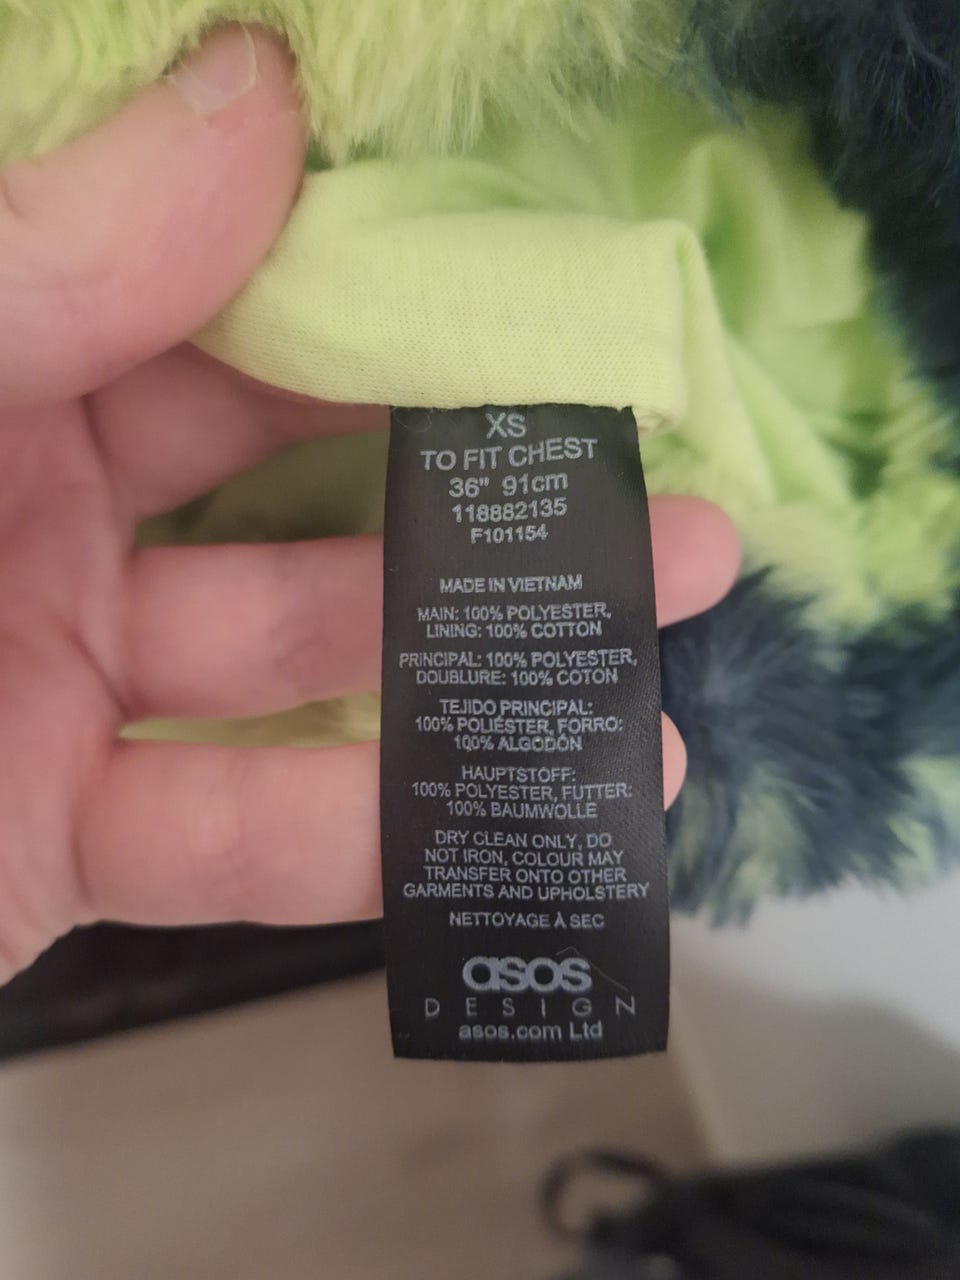 XS
TO FIT CHEST
36" 91cm
118882135
F101154
MADE IN VIETNAM
MAIN: 100% POLYESTER,
LINING: 100% COTTON
PRINCIPAL: 100% POLYESTER,
DOUBLURE: 100% COTON
TEJIDO PRINCIPAL:
100% POLIÉSTER, FORRO:
100% ALGODÓN
HAUPTSTOFF:
100% POLYESTER, FUTTER:
100% BAUMWOLLE
DRY CLEAN ONLY, DO
NOT IRON, COLOUR MAY
TRANSFER ONTO OTHER
GARMENTS AND UPHOLSTERY
NETTOYAGE À SEC
asos
DESIGN
asos.com Ltd